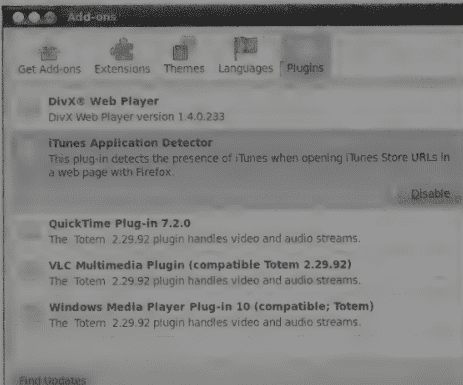 Add-ons
Get Add-ons Extensions Themes Languages Plugins
DivX® Web Player
DivX Web Player version 1.4.0.233
iTunes Application Detector
This plug-in detects the presence of iTunes when opening iTunes Store URLs in
a web page with Firefox.
Disable
QuickTime Plug-in 7.2.0
The Totem 2.29.92 plugin handles video and audio streams.
VLC Multimedia Plugin (compatible Totem 2.29.92)
The Totem 2.29.92 plugin handles video and audio streams.
Windows Media Player Plug-in 10 (compatible; Totem)
The Totem 2.29.92 plugin handles video and audio streams.
Find Updates